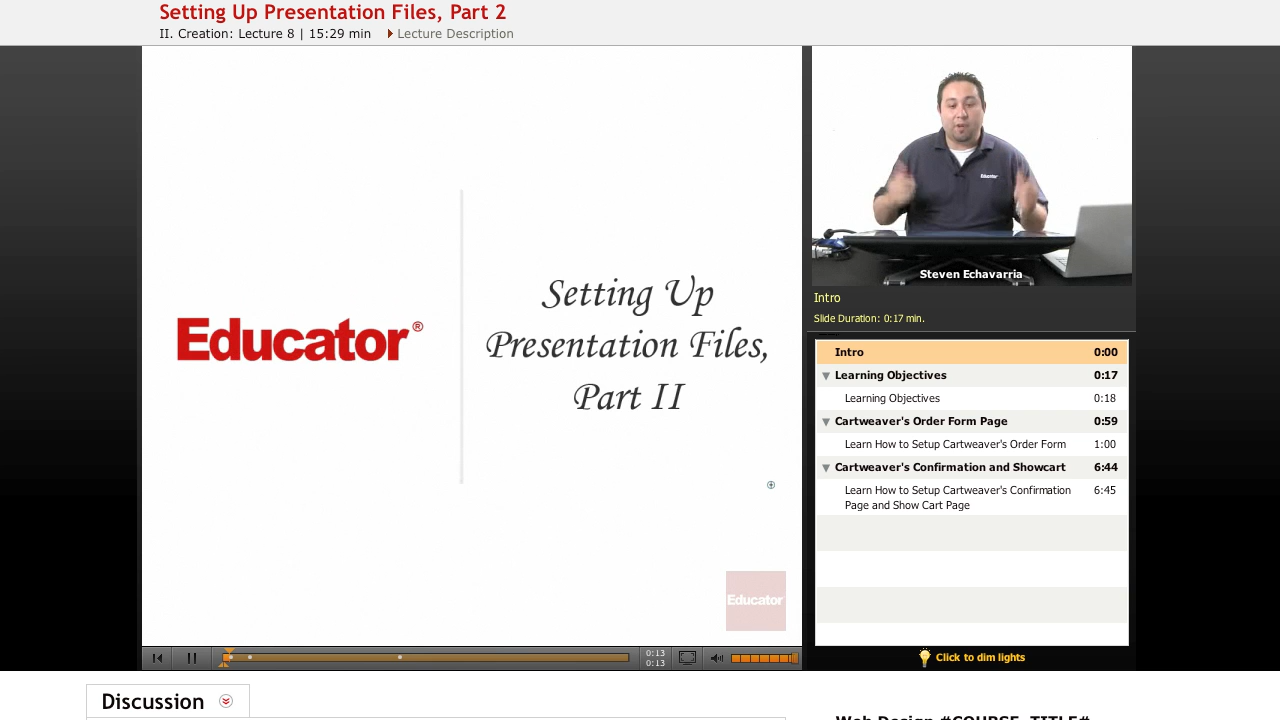 Setting Up Presentation Files, Part 2
II. Creation: Lecture 8 | 15:29 min Lecture Description
Educator®
Setting Up
Presentation Files,
Part II
Educator
Educator
Steven Echavarria
Intro
Slide Duration: 0:17 min.
Intro 0:00
Learning Objectives 0:17
Learning Objectives 0:18
Cartweaver's Order Form Page 0:59
Learn How to Setup Cartweaver's Order Form 1:00
Cartweaver's Confirmation and Showcart 6:44
Learn How to Setup Cartweaver's Confirmation 6:45
Page and Show Cart Page
0:13
0:13
Click to dim lights
Discussion
Web Design #COURSE_TITLE#